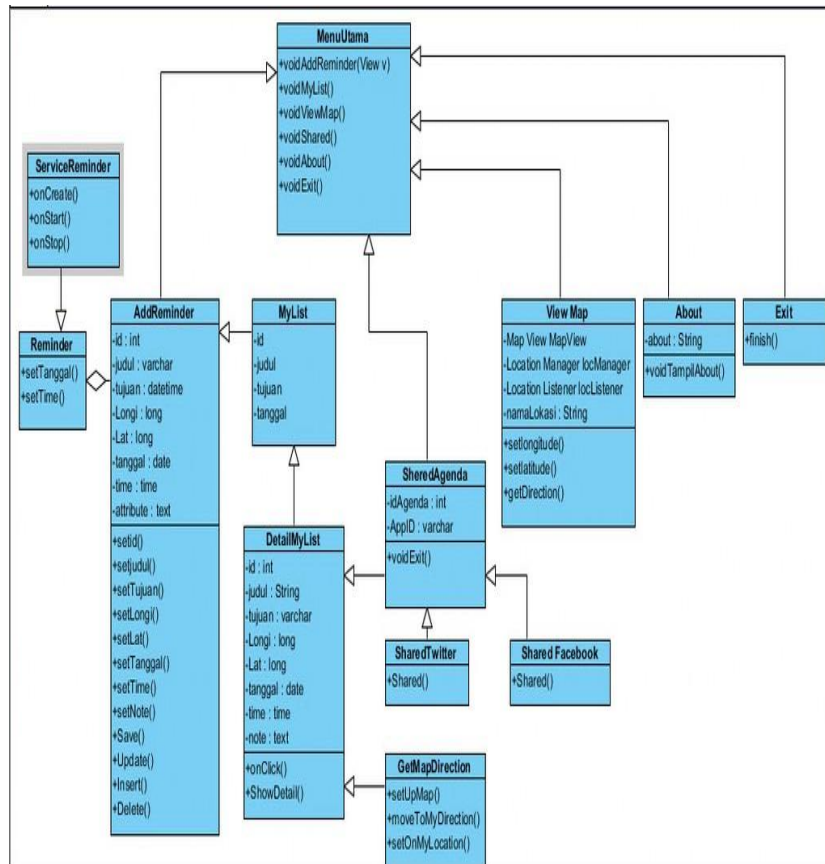 MenuUtama
+voidAddReminder(View v)
+voidMyList()
+voidViewMap()
+voidShared()
+voidAbout()
+voidExit()
ServiceReminder
+onCreate()
+onStart()
+onStop()
Reminder
+setTanggal()
+setTime()
AddReminder
-id : int
-judul : varchar
-tujuan : datetime
-Longi : long
-Lat : long
-tanggal : date
-time : time
-attribute : text
+setid()
+setjudul()
+setTujuan()
+setLongi()
+setLat()
+setTanggal()
+setTime()
+setNote()
+Save()
+Update()
+Insert()
+Delete()
MyList
-id
-judul
-tujuan
-tanggal
DetailMyList
-id : int
-judul : String
-tujuan : varchar
-Longi : long
-Lat : long
-tanggal : date
-time : time
-note : text
+onClick()
+ShowDetail()
SheredAgenda
-idAgenda : int
-AppID : varchar
+voidExit()
SharedTwitter
+Shared()
Shared Facebook
+Shared()
GetMapDirection
+setUpMap()
+moveToMyDirection()
+setOnMyLocation()
View Map
-Map View MapView
-Location Manager locManager
-Location Listener locListener
-namaLokasi : String
+setlongitude()
+setlatitude()
+getDirection()
About
-about : String
+voidTampilAbout()
Exit
+finish()